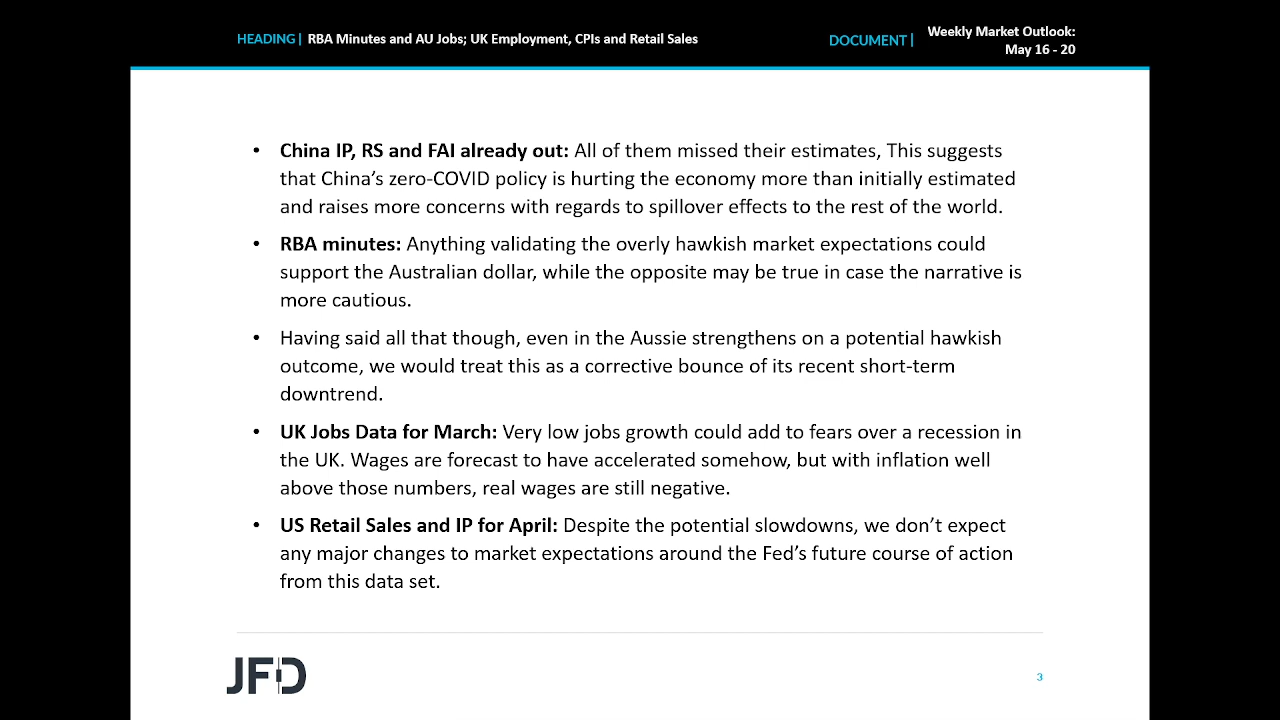 HEADING | RBA Minutes and AU Jobs; UK Employment, CPIs and Retail Sales
DOCUMENT | Weekly Market Outlook:
May 16 - 20
• China IP, RS and FAI already out: All of them missed their estimates, This suggests
that China’s zero-COVID policy is hurting the economy more than initially estimated
and raises more concerns with regards to spillover effects to the rest of the world.
• RBA minutes: Anything validating the overly hawkish market expectations could
support the Australian dollar, while the opposite may be true in case the narrative is
more cautious.
• Having said all that though, even in the Aussie strengthens on a potential hawkish
outcome, we would treat this as a corrective bounce of its recent short-term
downtrend.
• UK Jobs Data for March: Very low jobs growth could add to fears over a recession in
the UK. Wages are forecast to have accelerated somehow, but with inflation well
above those numbers, real wages are still negative.
• US Retail Sales and IP for April: Despite the potential slowdowns, we don’t expect
any major changes to market expectations around the Fed’s future course of action
from this data set.
JFD
3